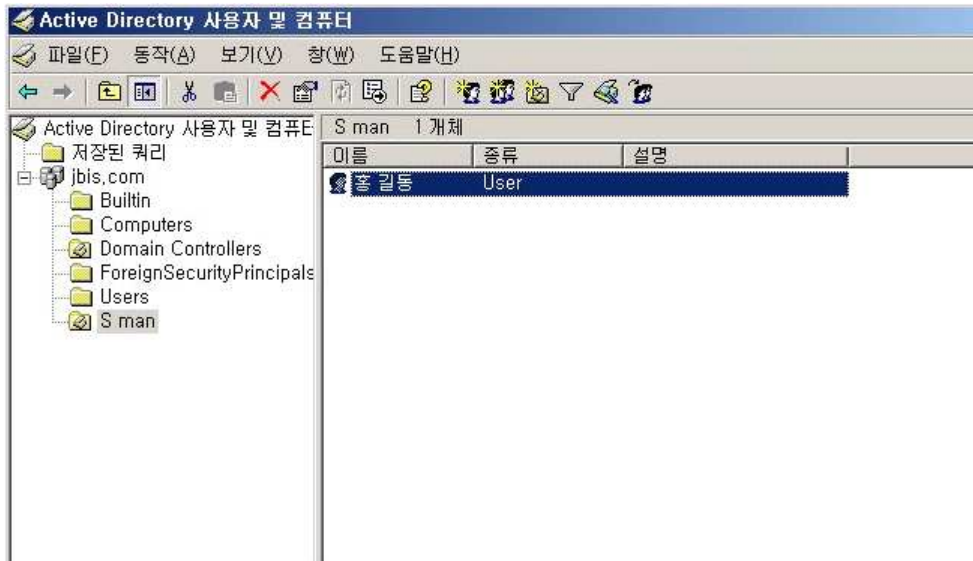 Active Directory 사용자 및 컴퓨터
파일(F) 동작(A) 보기(V) 창(W) 도움말(H)
Active Directory 사용자 및 컴퓨터
저장된 쿼리
jbis.com
Builtin
Computers
Domain Controllers
ForeignSecurityPrincipals
Users
S man
S man 1 개체
이름 종류 설명
홍 길동 User